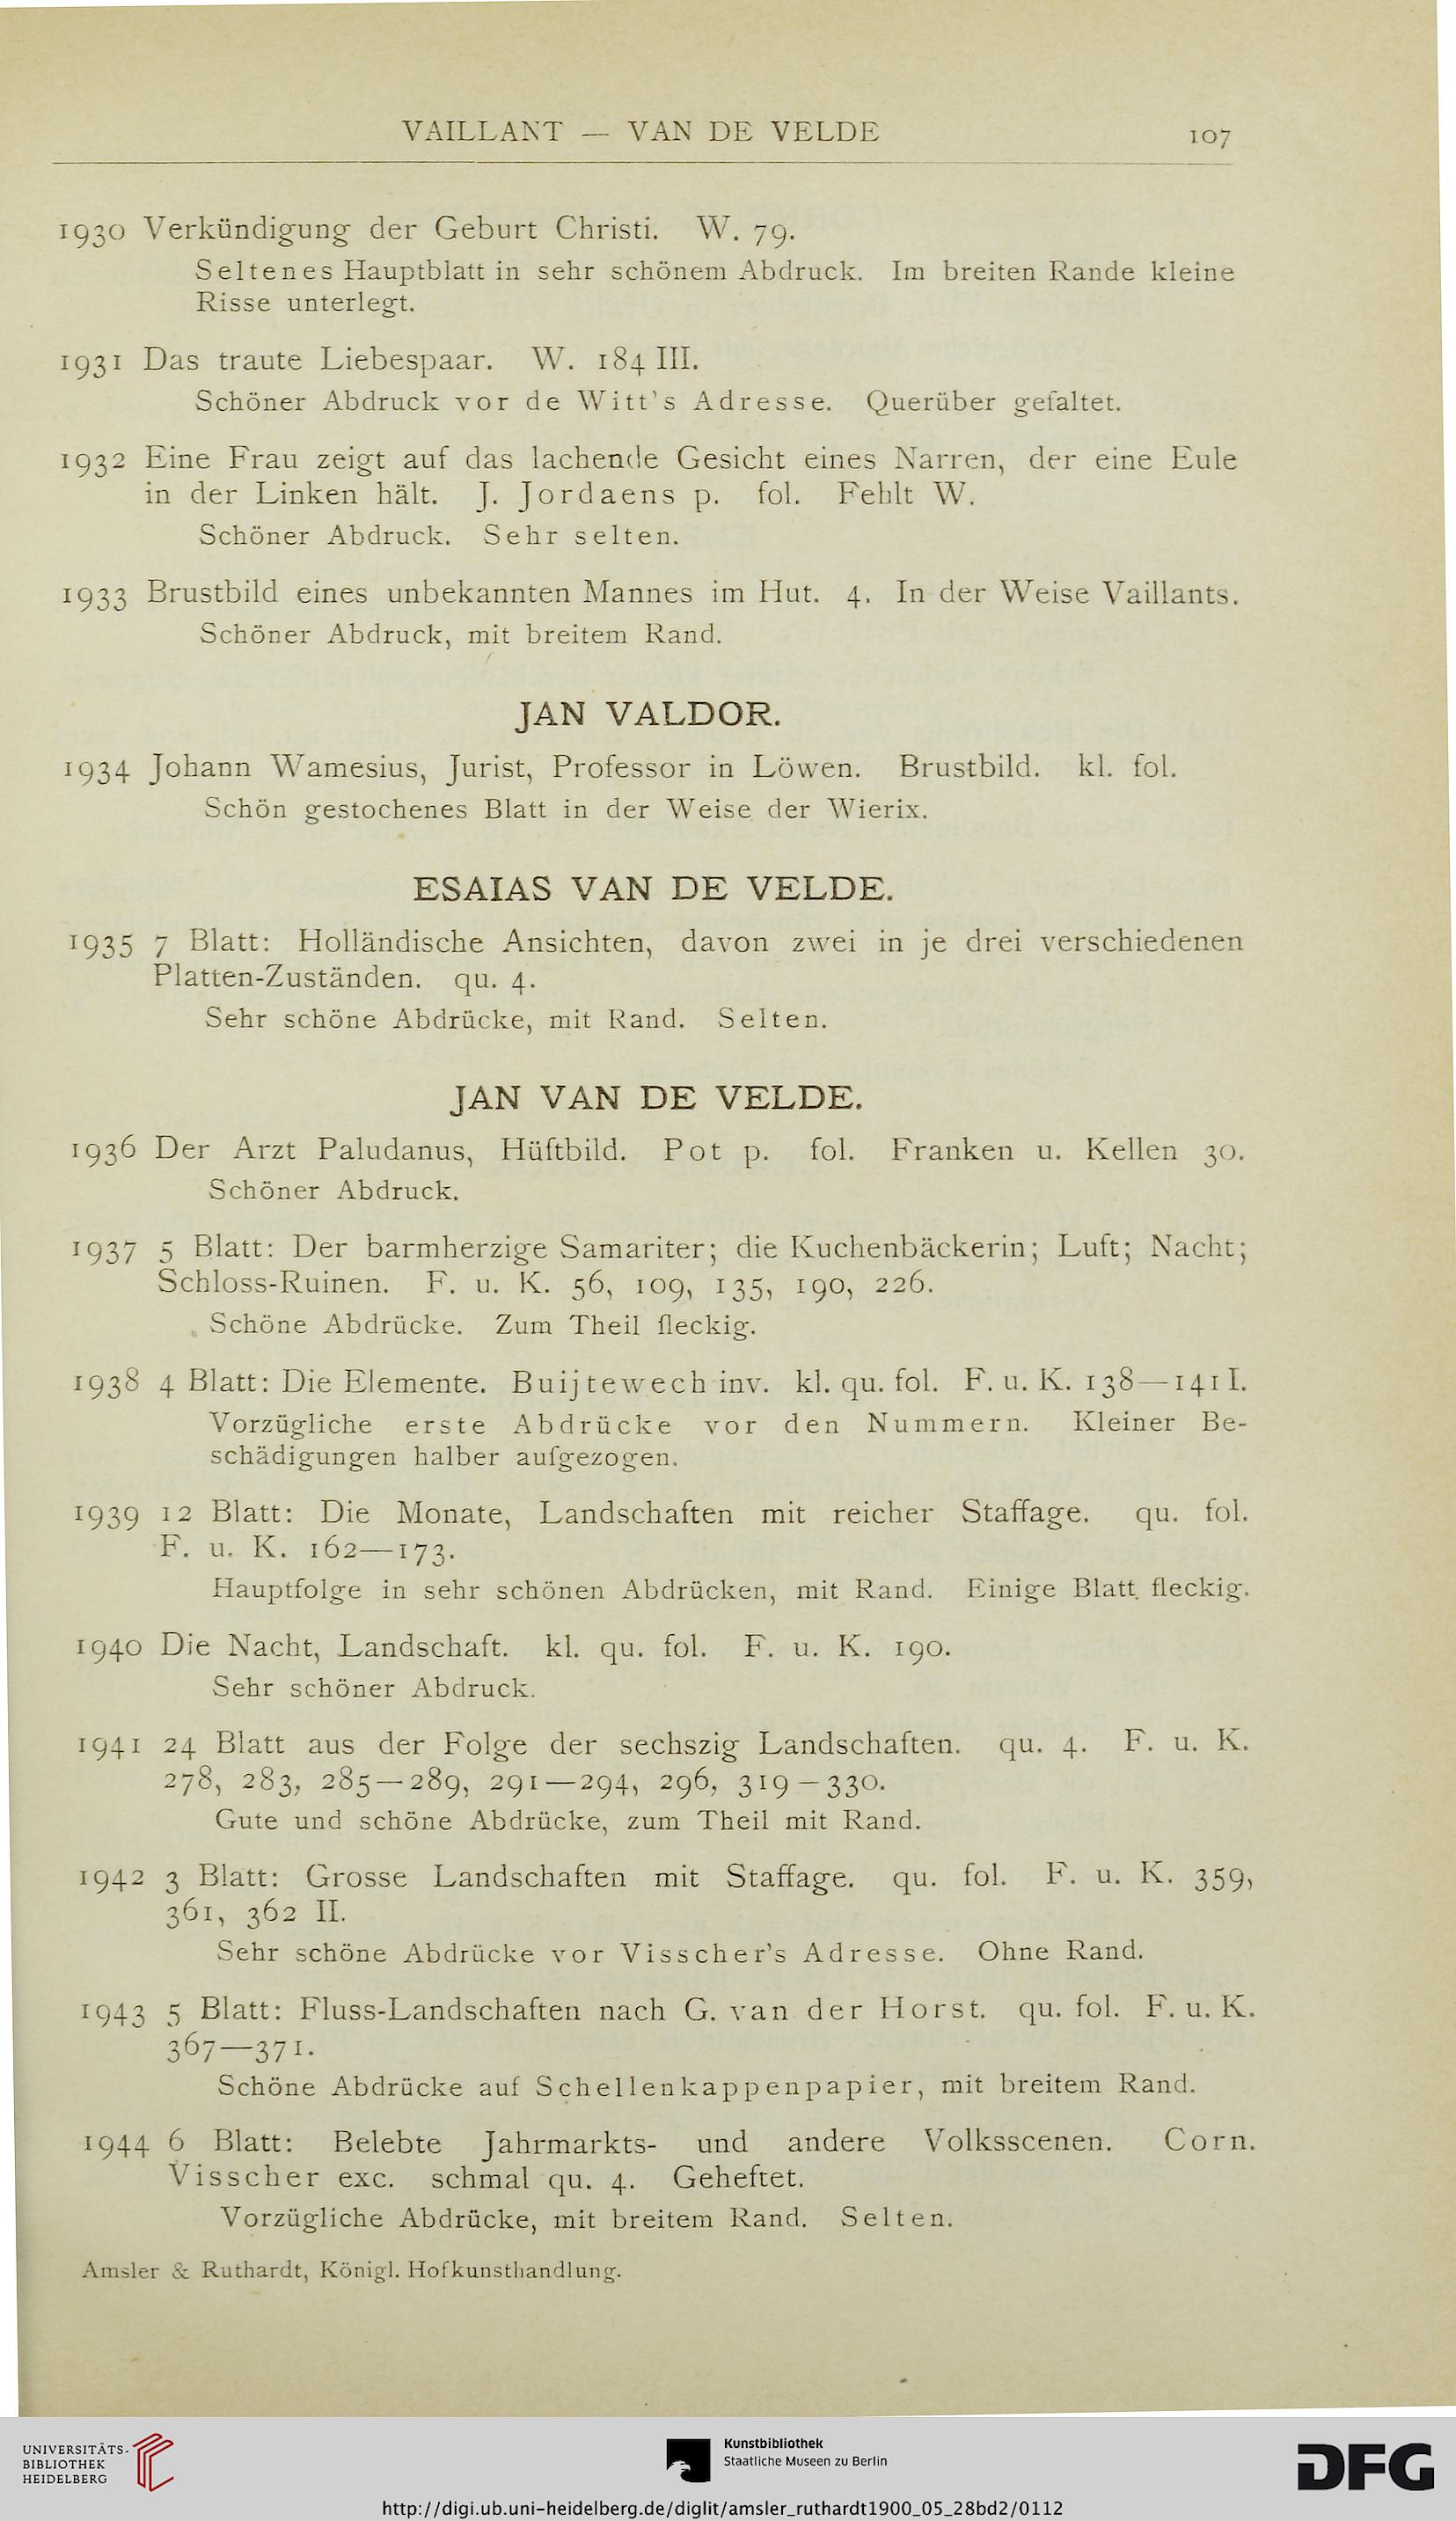 VAILLANT — VAN DE VELDE 107
1930 Verkündigung der Geburt Christi. W. 79.
Seltenes Hauptblatt in sehr schönem Abdruck. Im breiten Rande kleine
Risse unterlegt.
1931 Das traute Liebespaar. W. 184 III.
Schöner Abdruck vor de Witt's Adresse. Querüber gefaltet.
1932 Eine Frau zeigt auf das lachende Gesicht eines Narren, der eine Eule
in der Linken hält. J. Jordaens p. fol. Fehlt W.
Schöner Abdruck. Sehr selten.
1933 Brustbild eines unbekannten Mannes im Hut. 4. In der Weise Vaillants.
Schöner Abdruck, mit breitem Rand.
JAN VALDOR.
1934 Johann Wamesius, Jurist, Professor in Löwen. Brustbild. kl. fol.
Schön gestochenes Blatt in der Weise der Wierix.
ESAIAS VAN DE VELDE.
1935 7 Blatt: Holländische Ansichten, davon zwei in je drei verschiedenen
Platten-Zuständen. qu. 4.
Sehr schöne Abdrücke, mit Rand. Selten.
JAN VAN DE VELDE.
1936 Der Arzt Paludanus, Hüftbild. Pot p. fol. Franken u. Kellen 30.
Schöner Abdruck.
1937 5 Blatt: Der barmherzige Samariter; die Kuchenbäckerin; Luft; Nacht;
Schloss-Ruinen. F. u. K. 56, 109, 135, 190, 226.
Schöne Abdrücke. Zum Theil fleckig.
1938 4 Blatt: Die Elemente. Buijtewech inv. kl. qu. fol. F. u. K. 138—141 I.
Vorzügliche erste Abdrücke vor den Nummern. Kleiner Be-
schädigungen halber aufgezogen.
1939 12 Blatt: Die Monate, Landschaften mit reicher Staffage. qu. fol.
F. u. K. 162—173.
Hauptfolge in sehr schönen Abdrücken, mit Rand. Einige Blatt fleckig.
1940 Die Nacht, Landschaft. kl. qu. fol. F. u. K. 190.
Sehr schöner Abdruck.
1941 24 Blatt aus der Folge der sechszig Landschaften. qu. 4. F. u. K.
278, 283, 285—289, 291—294, 296, 319—330.
Gute und schöne Abdrücke, zum Theil mit Rand.
1942 3 Blatt: Grosse Landschaften mit Staffage. qu. fol. F. u. K. 359,
361, 362 II.
Sehr schöne Abdrücke vor Visscher's Adresse. Ohne Rand.
1943 5 Blatt: Fluss-Landschaften nach G. van der Horst. qu. fol. F. u. K.
367—371.
Schöne Abdrücke auf Schellenkappenpapier, mit breitem Rand.
1944 6 Blatt: Belebte Jahrmarkts- und andere Volksscenen. Corn.
Visscher exc. schmal qu. 4. Geheftet.
Vorzügliche Abdrücke, mit breitem Rand. Selten.
Amsler & Ruthardt, Königl. Hofkunsthandlung.
UNIVERSITÄTS-
BIBLIOTHEK
HEIDELBERG
Kunstbibliothek
Staatliche Museen zu Berlin
DFG
http://digi.ub.uni-heidelberg.de/diglit/amsler_ruthardt1900_05_28bd2/0112